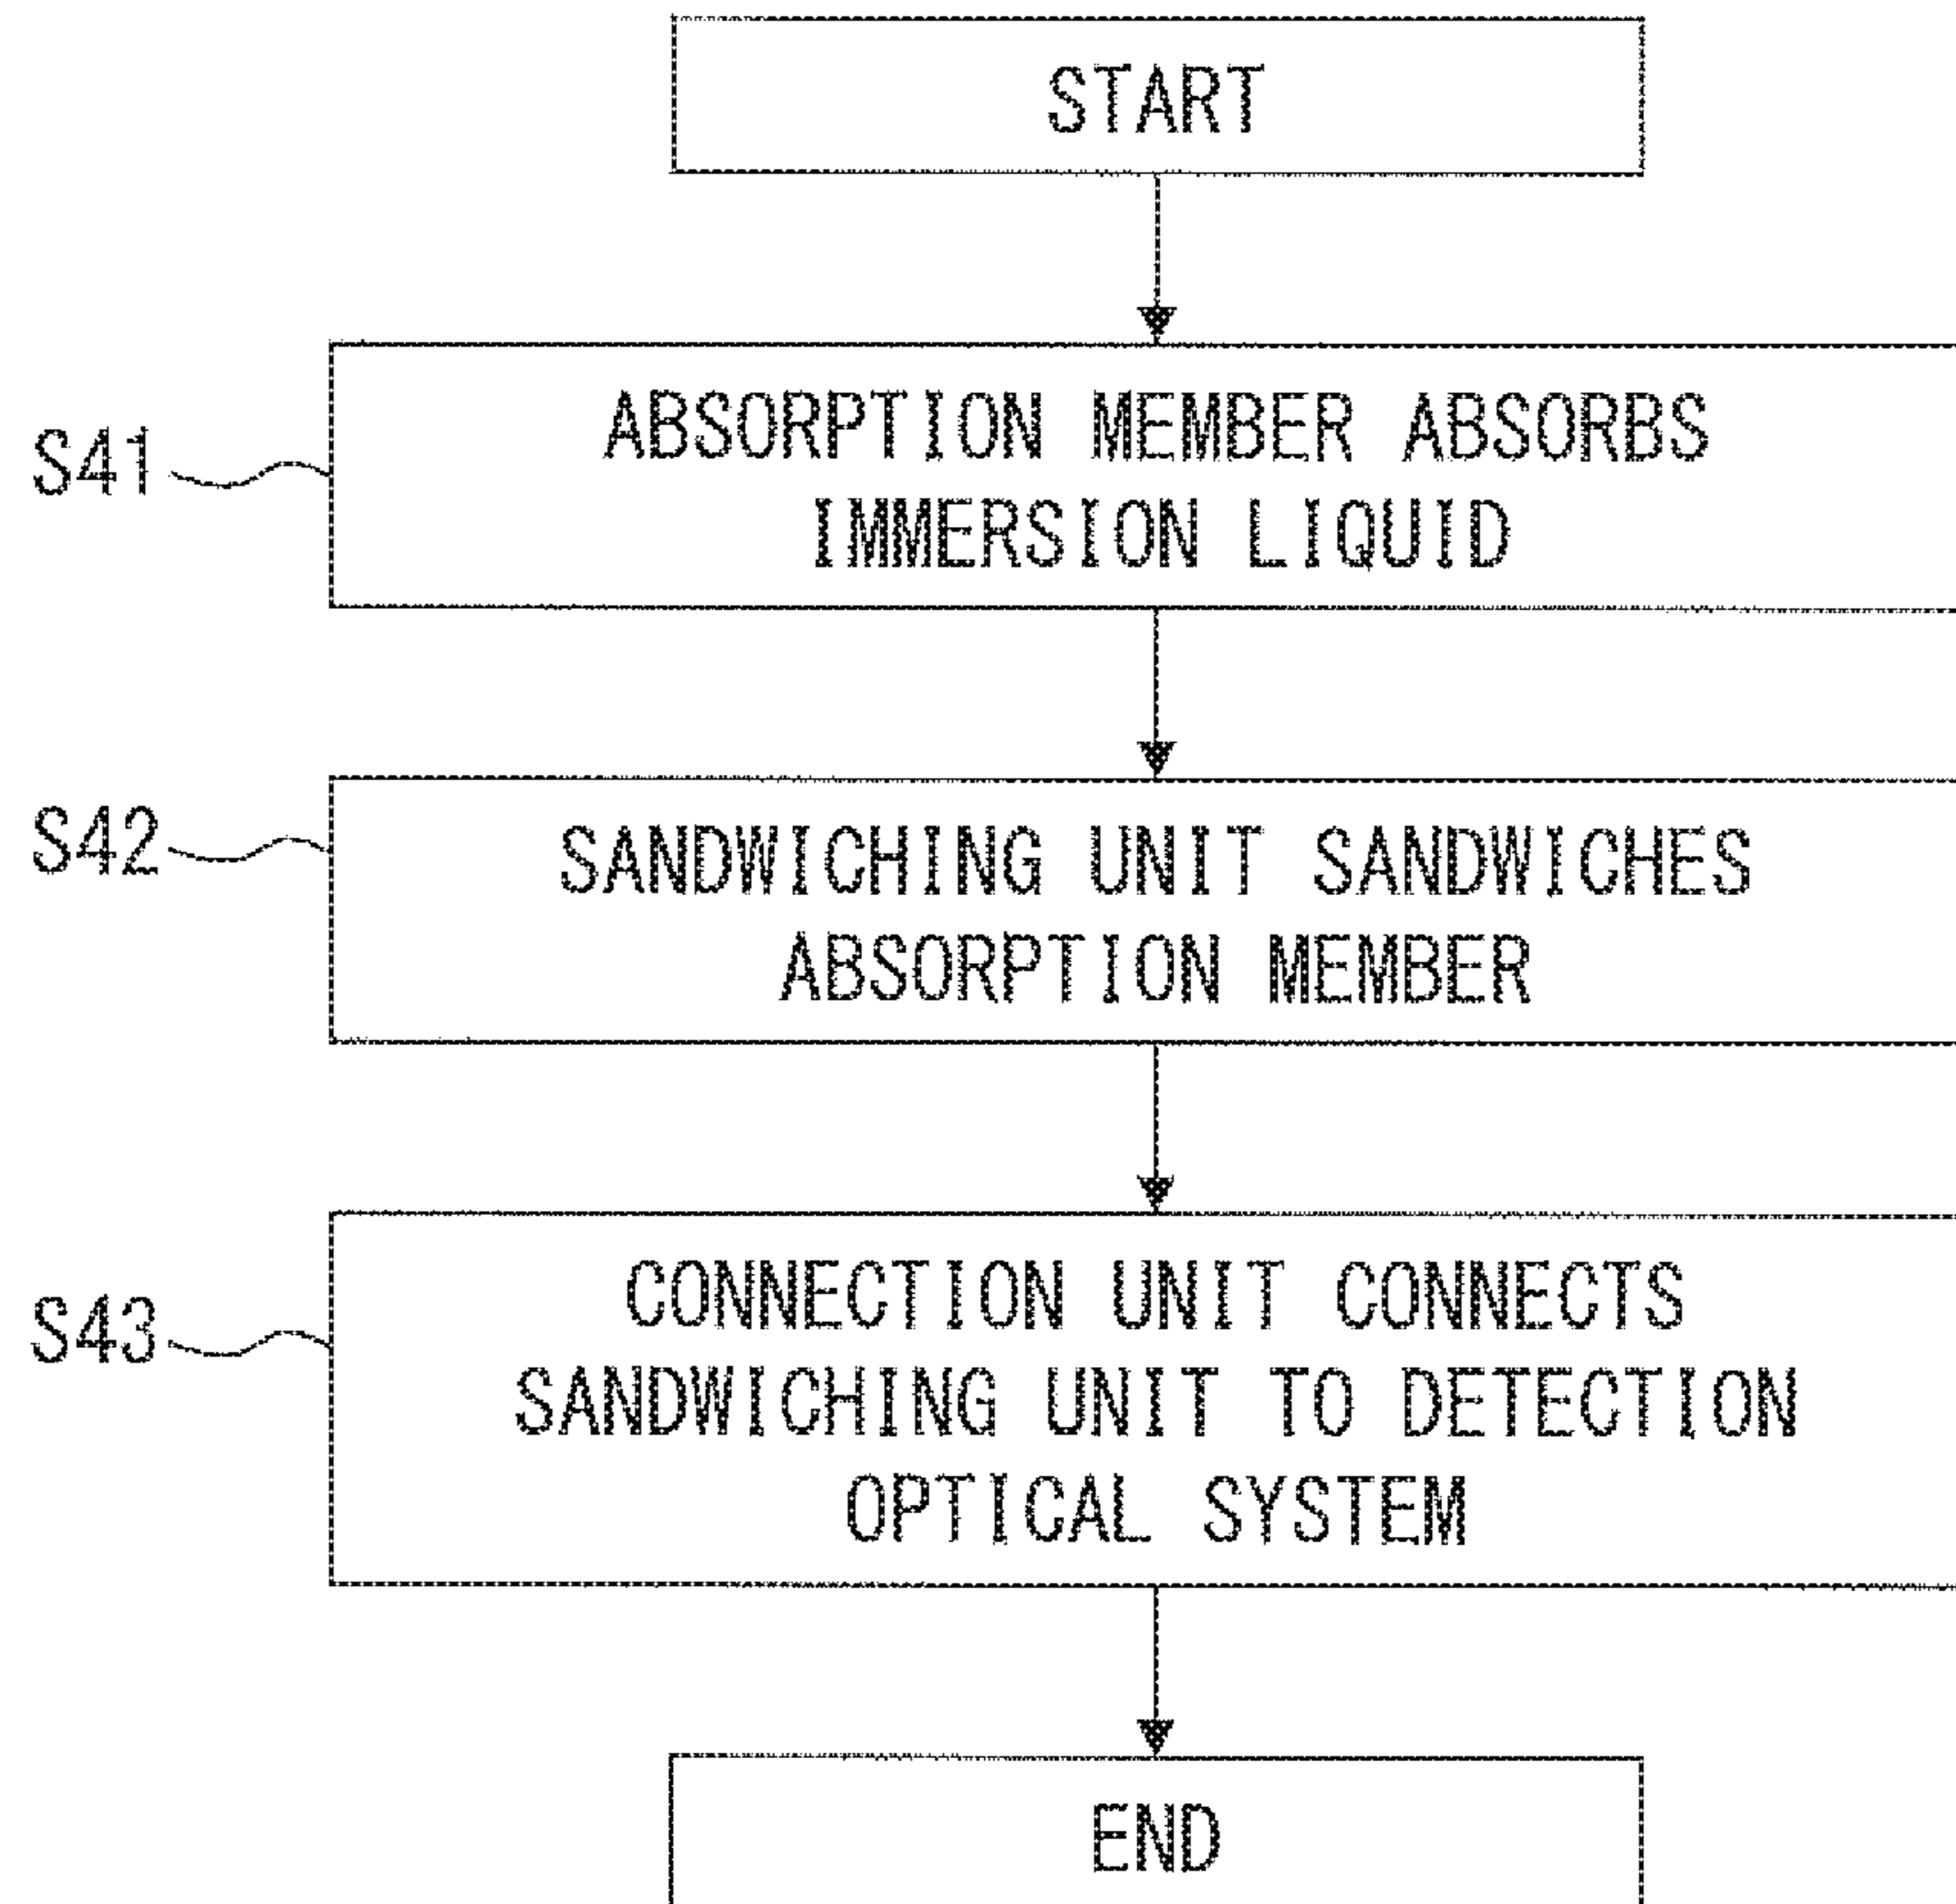 START
S41
ABSORPTION MEMBER ABSORBS
IMMERSION LIQUID
S42
SANDWICHING UNIT SANDWICHES
ABSORPTION MEMBER
S43
CONNECTION UNIT CONNECTS
SANDWICHING UNIT TO DETECTION
OPTICAL SYSTEM
END